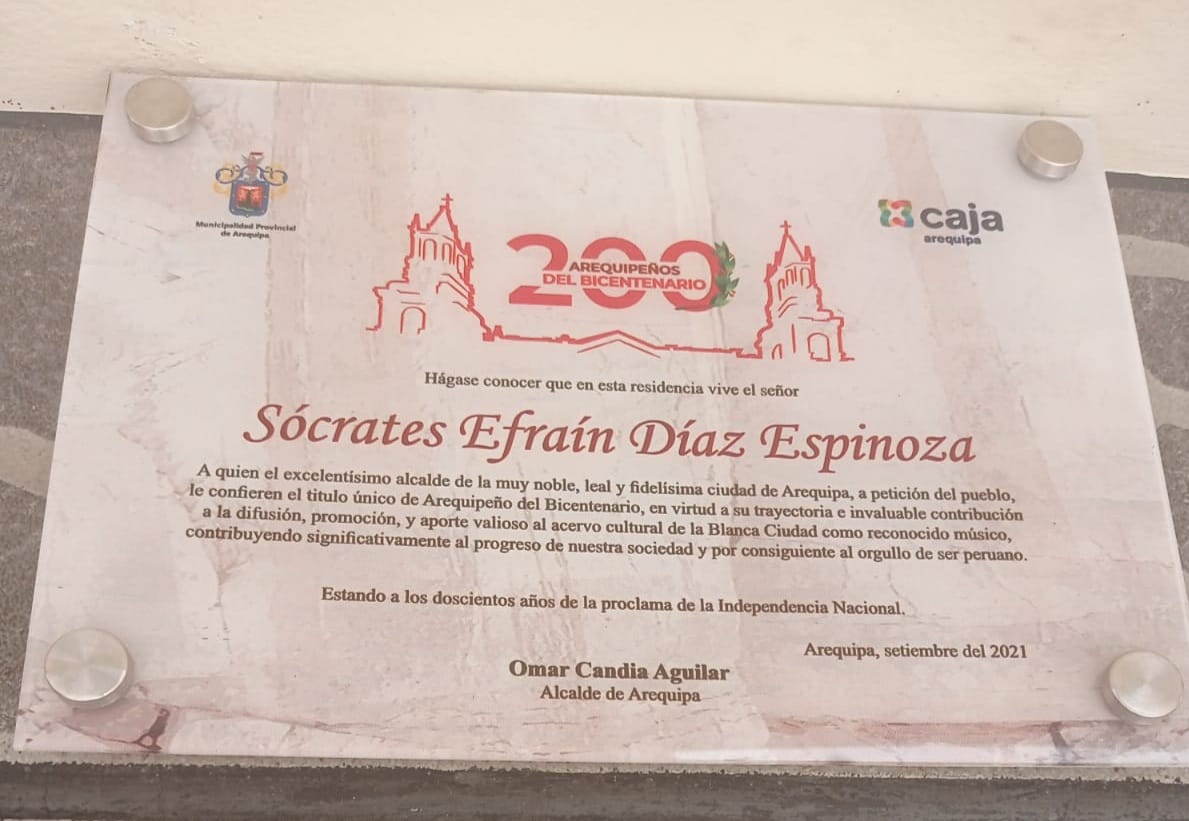 Municipalidad Provincial
de Arequipa
caja
arequipa
200
AREQUIPEÑOS
DEL BICENTENARIO
Hágase conocer que en esta residencia vive el señor
Sócrates Efraín Díaz Espinoza
A quien el excelentísimo alcalde de la muy noble, leal y fidelísima ciudad de Arequipa, a petición del pueblo,
le confieren el titulo único de Arequipeño del Bicentenario, en virtud a su trayectoria e invaluable contribución
a la difusión, promoción, y aporte valioso al acervo cultural de la Blanca Ciudad como reconocido músico,
contribuyendo significativamente al progreso de nuestra sociedad y por consiguiente al orgullo de ser peruano.
Estando a los doscientos años de la proclama de la Independencia Nacional.
Arequipa, setiembre del 2021
Omar Candia Aguilar
Alcalde de Arequipa